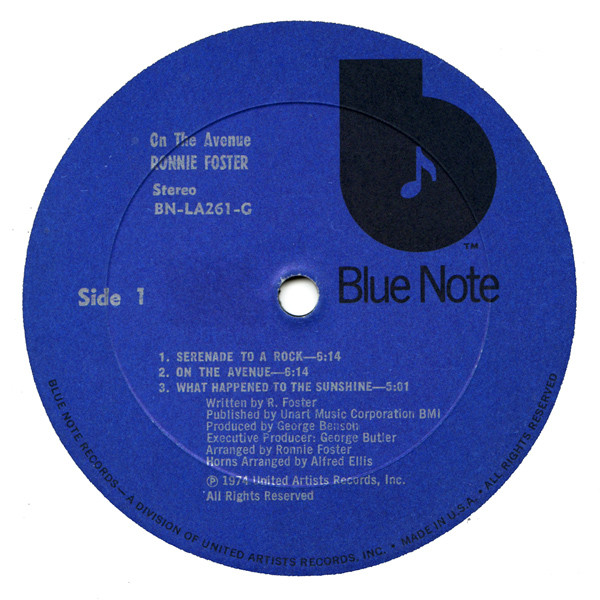 On The Avenue
RONNIE FOSTER
Stereo
BN-LA261-G
TM
Blue Note
Side 1
1. SERENADE TO A ROCK—6:14
2. ON THE AVENUE—6:14
3. WHAT HAPPENED TO THE SUNSHINE—5:01
Written by R. Foster
Published by Unart Music Corporation BMI
Produced by George Benson
Executive Producer: George Butler
Arranged by Ronnie Foster
Horns Arranged by Alfred Ellis
℗ 1974 United Artists Records, Inc.
All Rights Reserved
BLUE NOTE RECORDS — A DIVISION OF UNITED ARTISTS RECORDS, INC. • MADE IN U.S.A. • ALL RIGHTS RESERVED